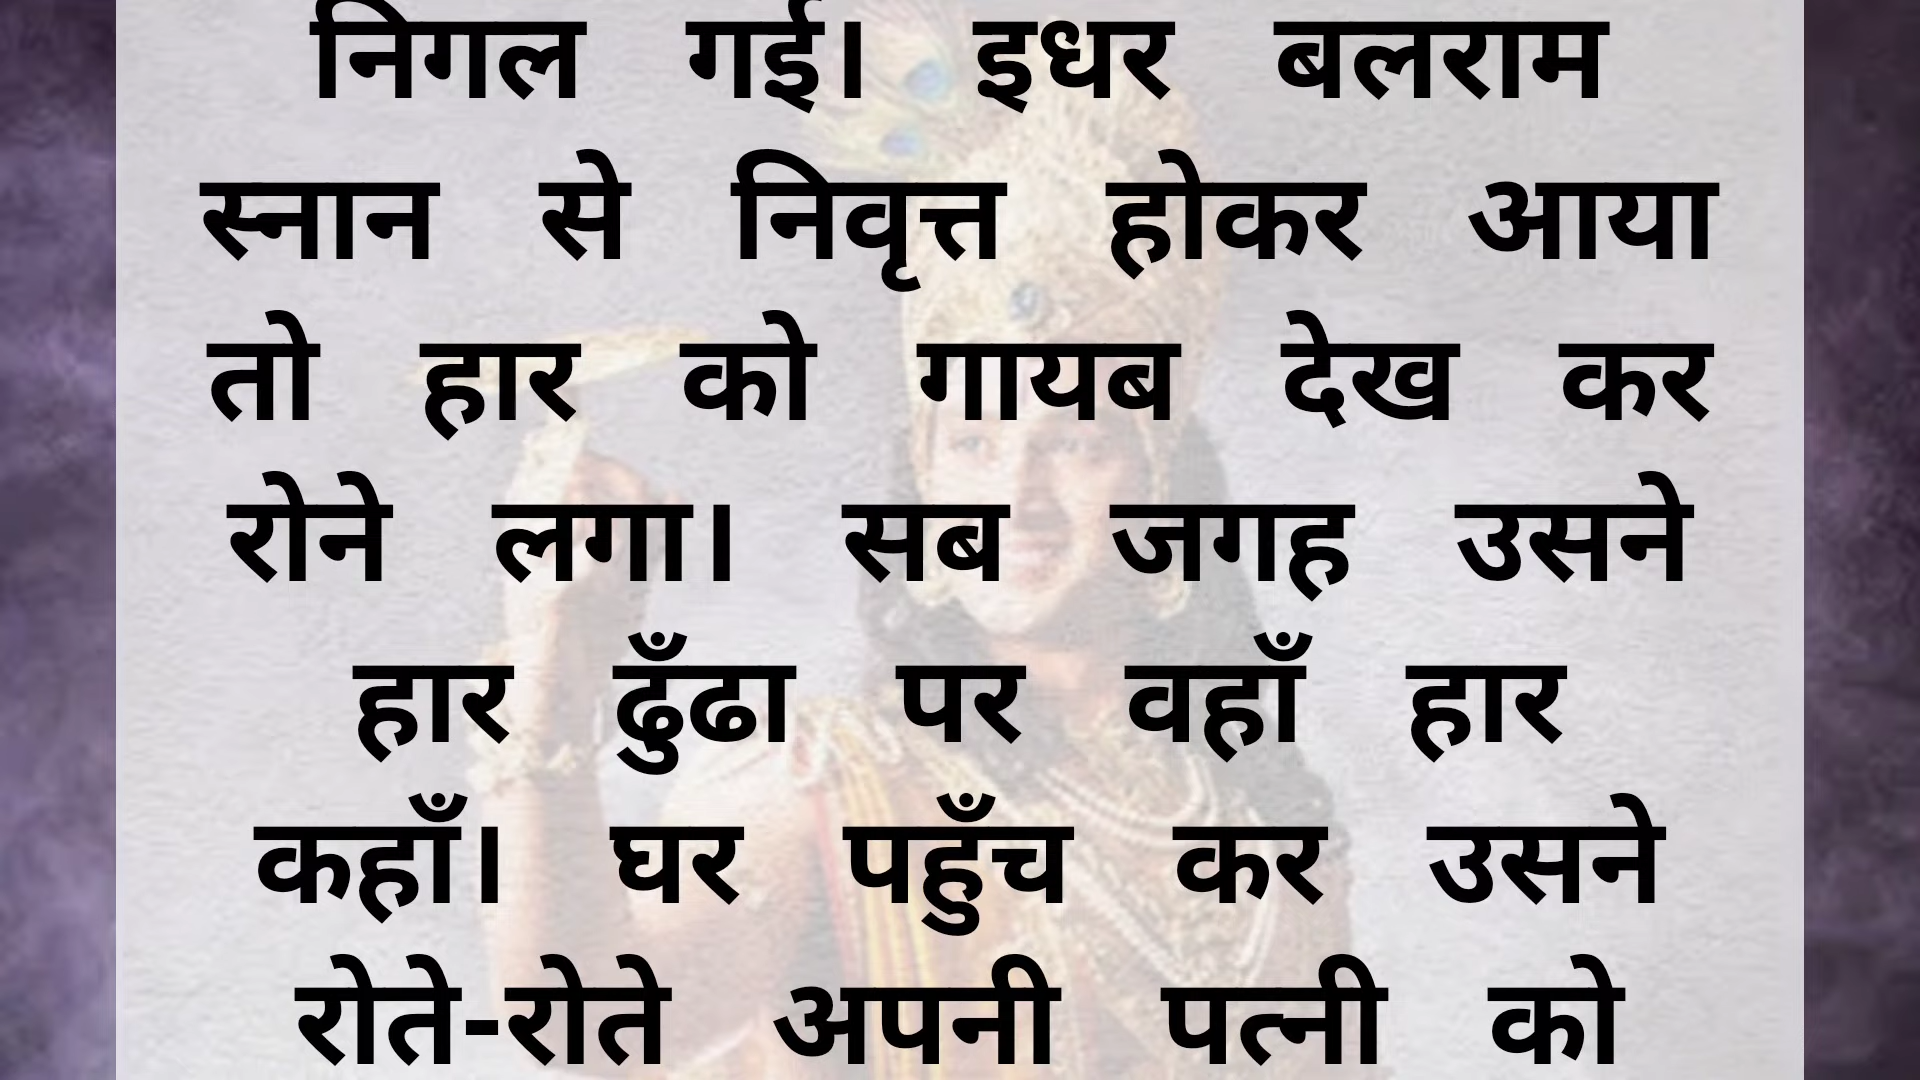 निगल गई। इधर बलराम
स्नान से निवृत्त होकर आया
तो हार को गायब देख कर
रोने लगा। सब जगह उसने
हार ढुँढा पर वहाँ हार
कहाँ। घर पहुँच कर उसने
रोते-रोते अपनी पत्नी को